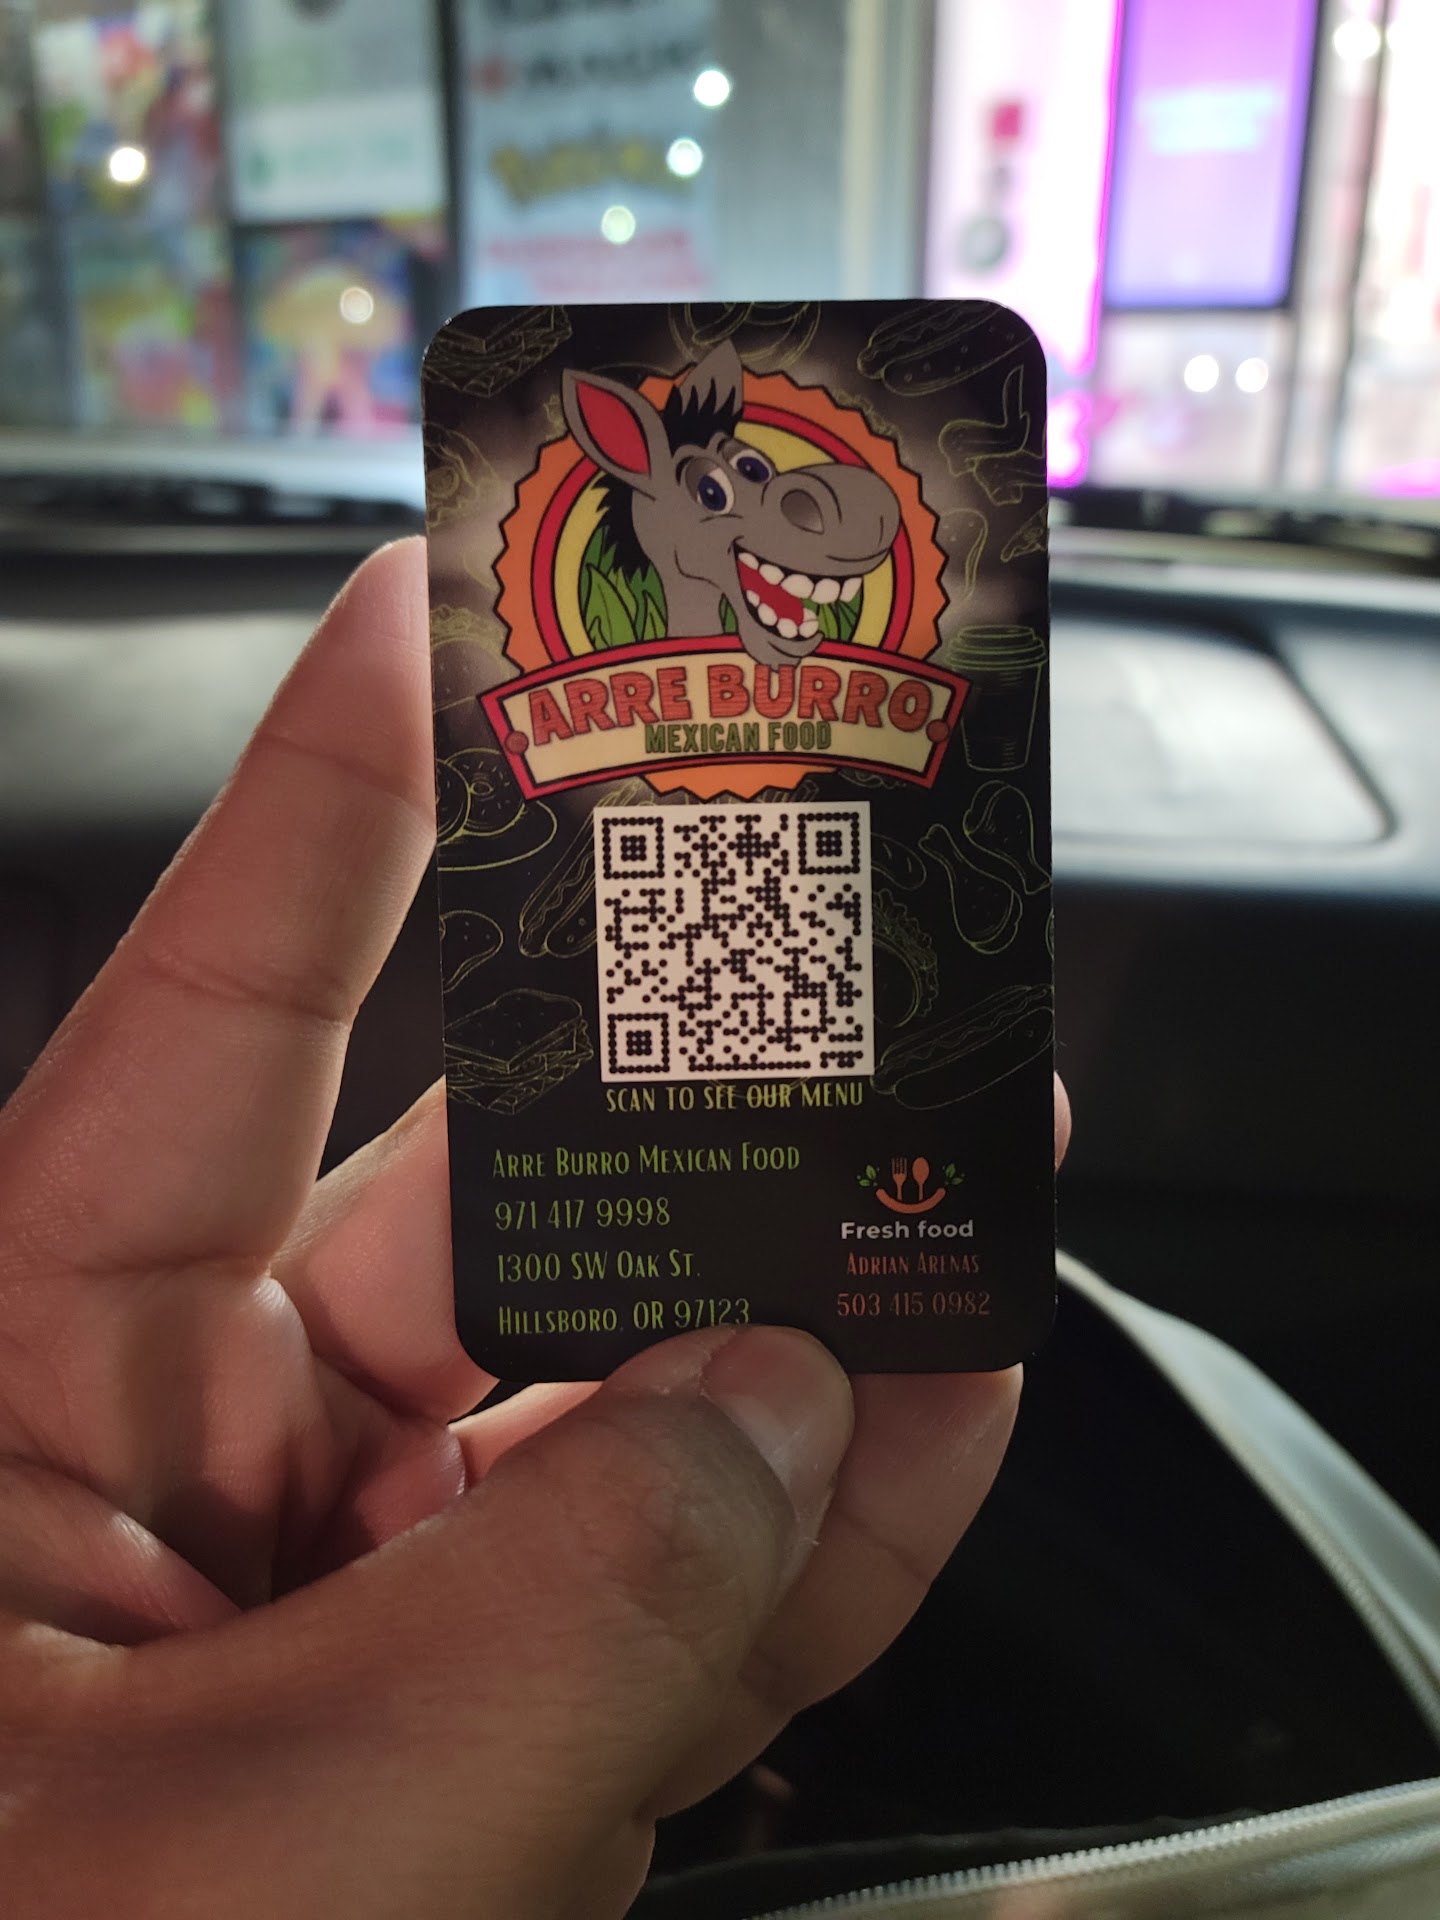 ARRE BURRO
MEXICAN FOOD
SCAN TO SEE OUR MENU
ARRE BURRO MEXICAN FOOD
971 417 9998
1300 SW OAK ST.
HILLSBORO, OR 97123
Fresh food
ADRIAN ARENAS
503 415 0982